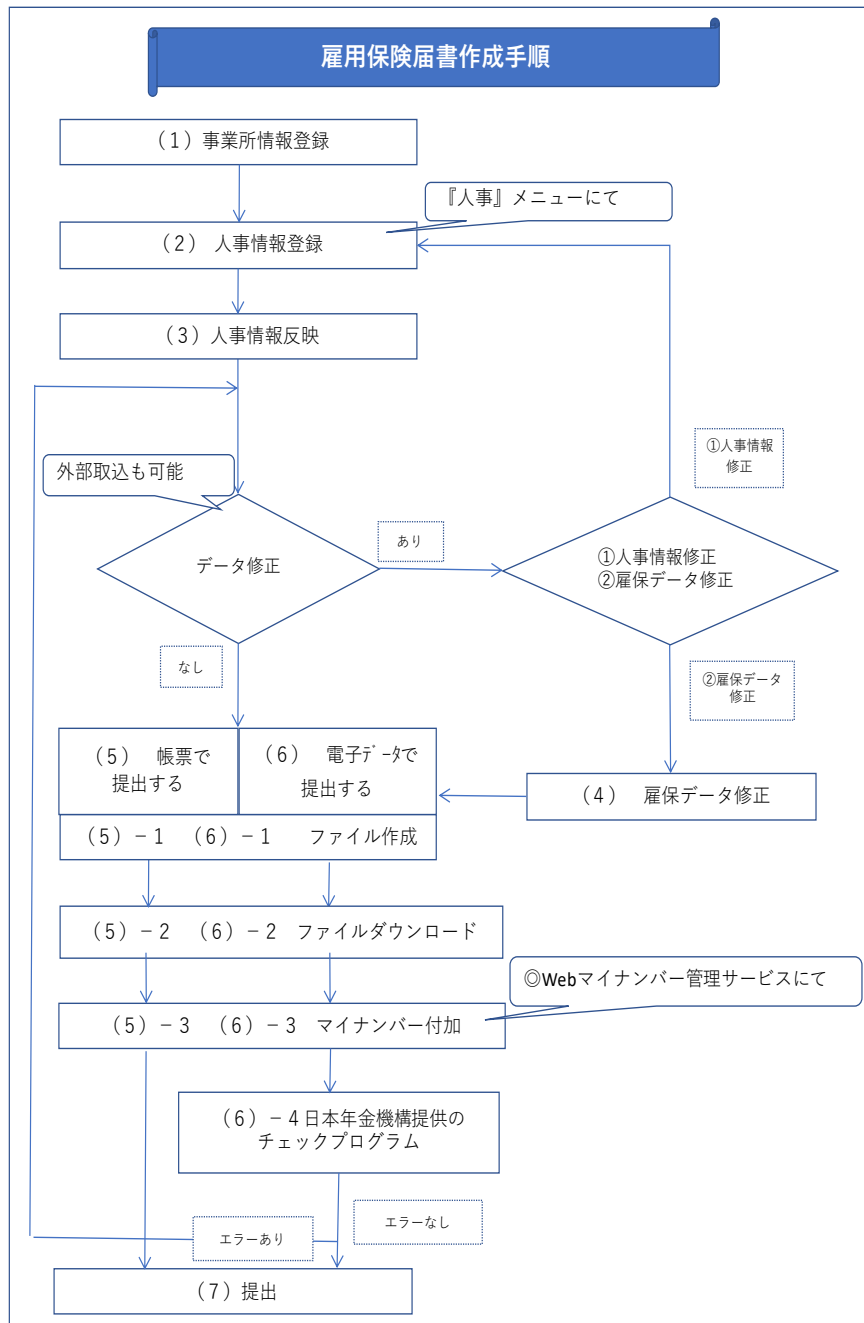 雇用保険届書作成手順
(1)事業所情報登録
『人事』メニューにて
(2) 人事情報登録
(3)人事情報反映
①人事情報
修正
外部取込も可能
データ修正
あり
①人事情報修正
②雇保データ修正
なし
②雇保データ
修正
(5) 帳票で
提出する
(6) 電子ﾃﾞｰﾀで
提出する
(4) 雇保データ修正
(5)－1 (6)－1 ファイル作成
(5)－2 (6)－2 ファイルダウンロード
◎Webマイナンバー管理サービスにて
(5)－3 (6)－3 マイナンバー付加
(6)－4日本年金機構提供の
チェックプログラム
エラーなし
エラーあり
(7)提出